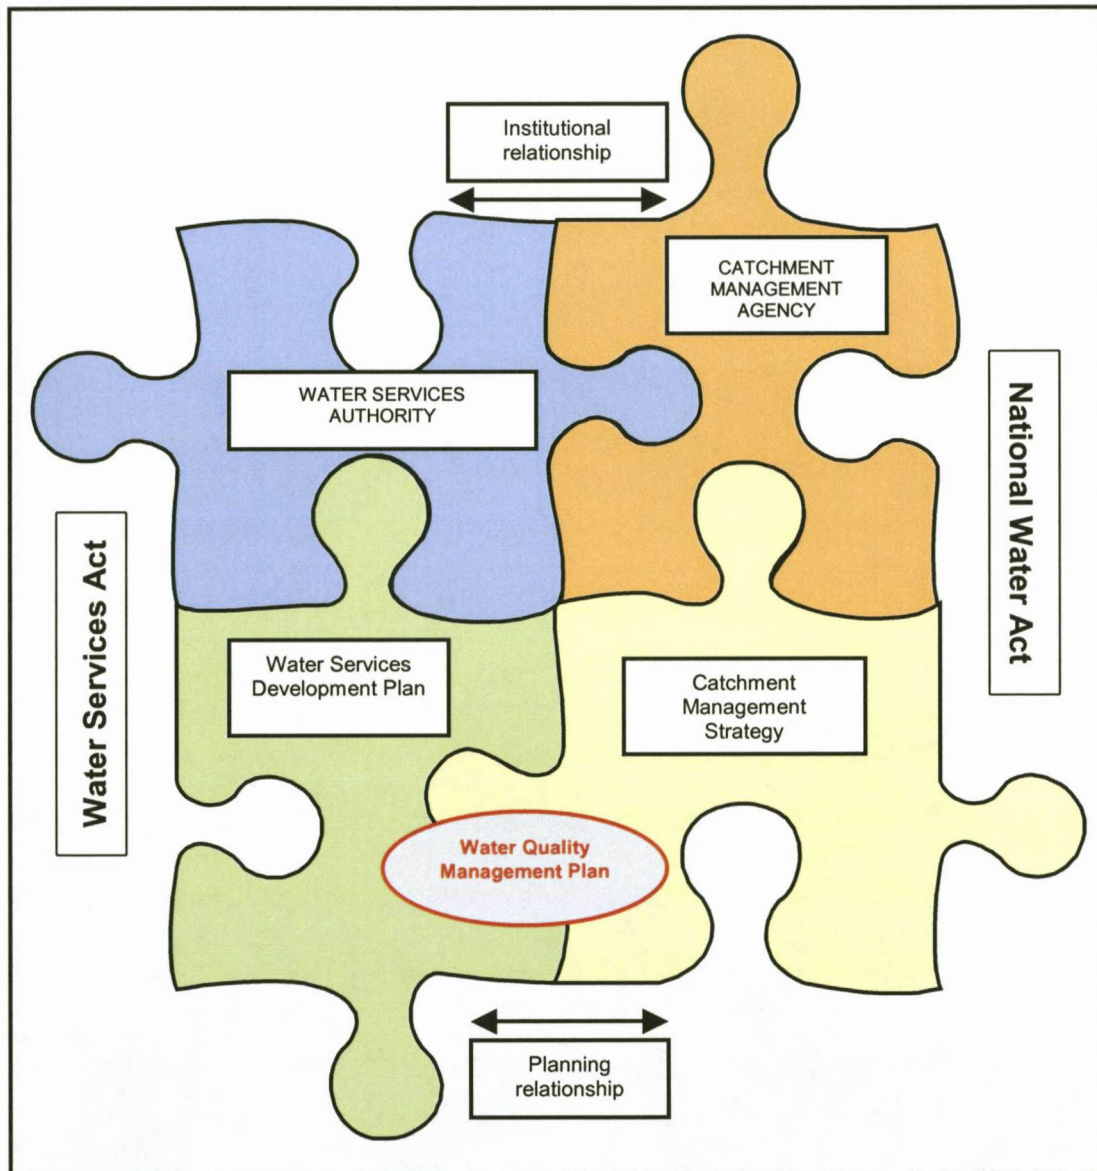 Institutional
relationship
CATCHMENT
MANAGEMENT
AGENCY
WATER SERVICES
AUTHORITY
National Water Act
Water Services Act
Water Services
Development Plan
Catchment
Management
Strategy
Water Quality
Management Plan
Planning
relationship